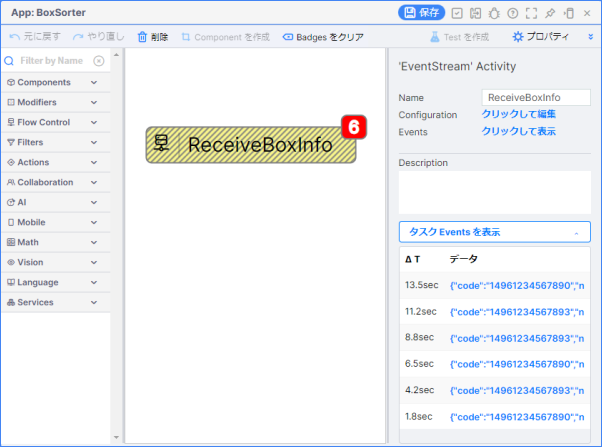 App: BoxSorter
保存
元に戻す やり直し 削除 Component を作成 Badges をクリア Test を作成 プロパティ
Filter by Name
Components
Modifiers
Flow Control
Filters
Actions
Collaboration
AI
Mobile
Math
Vision
Language
Services
ReceiveBoxInfo
6
'EventStream' Activity
Name ReceiveBoxInfo
Configuration クリックして編集
Events クリックして表示
Description
タスク Events を表示
Δ T データ
13.5sec {"code":"14961234567890","n
11.2sec {"code":"14961234567893","n
8.8sec {"code":"14961234567893","n
6.5sec {"code":"14961234567890","n
4.2sec {"code":"14961234567893","n
1.8sec {"code":"14961234567890","n